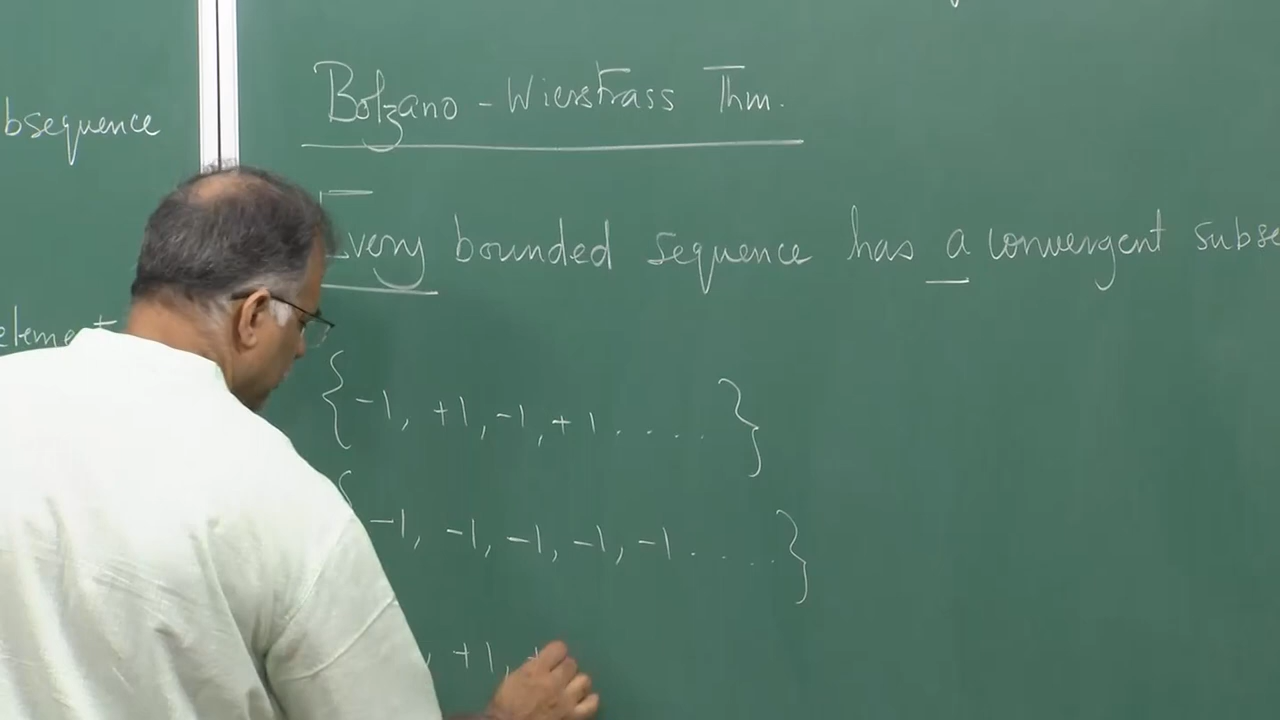 bsequence
element
Bolzano - Wierstrass Thm.
Every bounded sequence has a convergent subse
{ -1, +1, -1, +1 . . . . . }
{ -1, -1, -1, -1, -1 . . . . . }
, +1, +